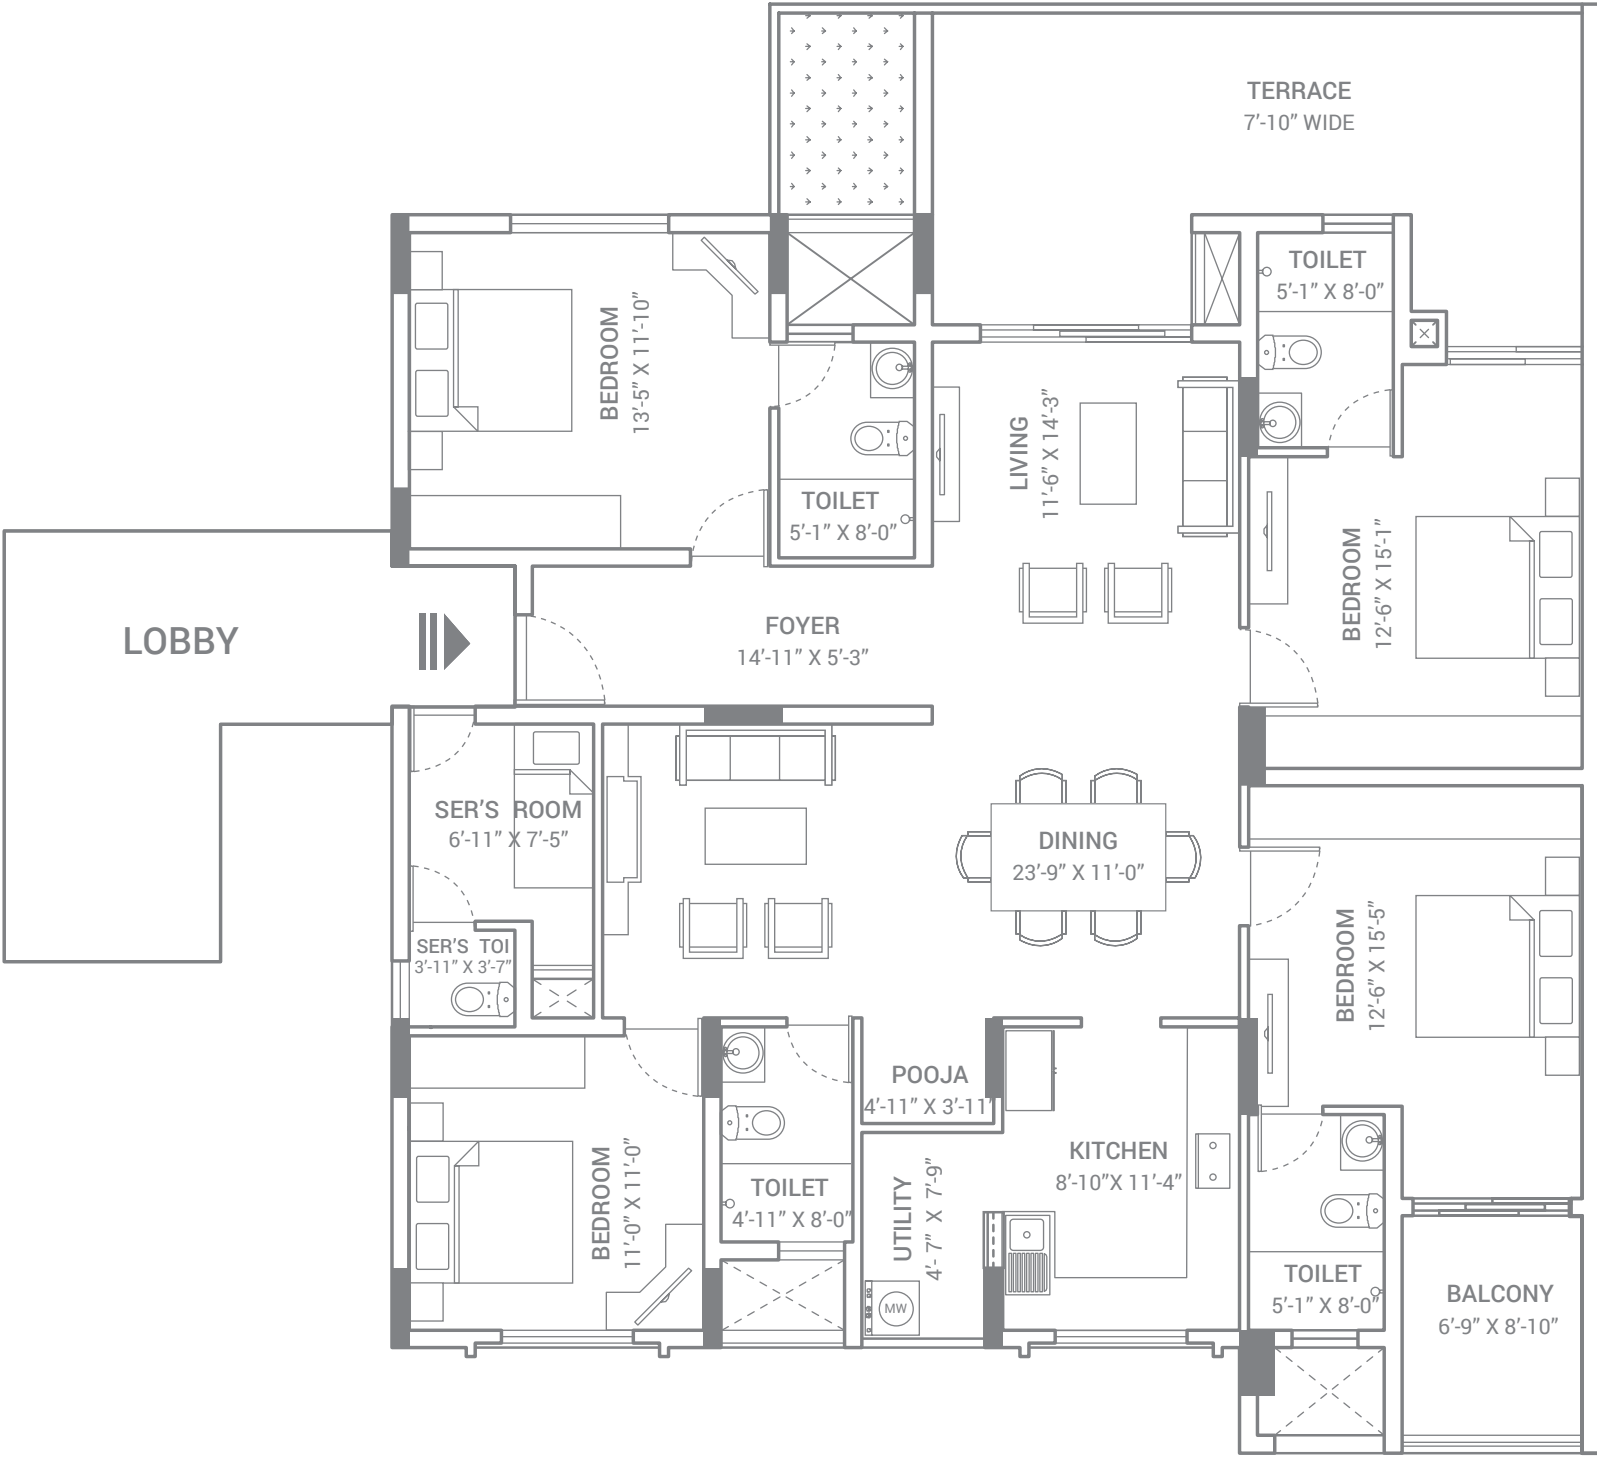 TERRACE
7'-10” WIDE
TOILET
5'-1” X 8'-0”
BEDROOM
13'-5” X 11'-10”
LIVING
11'-6” X 14'-3”
TOILET
5'-1” X 8'-0”
BEDROOM
12'-6” X 15'-1”
LOBBY
FOYER
14'-11” X 5'-3”
SER'S ROOM
6'-11” X 7'-5”
DINING
23'-9” X 11'-0”
SER'S TOI
3'-11” X 3'-7”
BEDROOM
12'-6” X 15'-5”
POOJA
4'-11” X 3'-11'
KITCHEN
8'-10”X 11'-4”
BEDROOM
11'-0” X 11'-0”
TOILET
4'-11” X 8'-0”
UTILITY
4'- 7” X 7'-9”
MW
TOILET
5'-1” X 8'-0”
BALCONY
6'-9” X 8'-10”